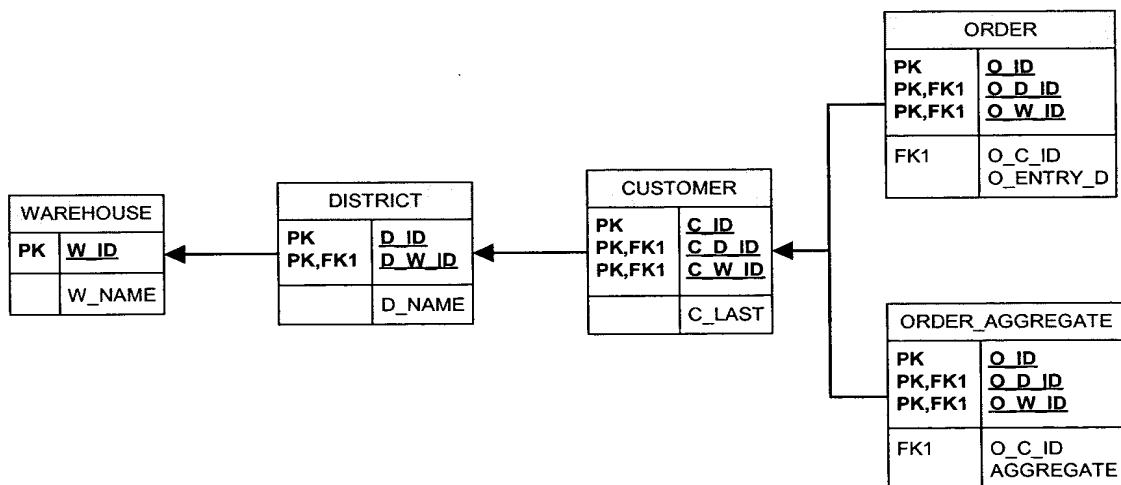 WAREHOUSE
PK W_ID
W_NAME
DISTRICT
PK D_ID
PK,FK1 D_W_ID
D_NAME
CUSTOMER
PK C_ID
PK,FK1 C_D_ID
PK,FK1 C_W_ID
C_LAST
ORDER
PK O_ID
PK,FK1 O_D_ID
PK,FK1 O_W_ID
FK1 O_C_ID
O_ENTRY_D
ORDER_AGGREGATE
PK O_ID
PK,FK1 O_D_ID
PK,FK1 O_W_ID
FK1 O_C_ID
AGGREGATE